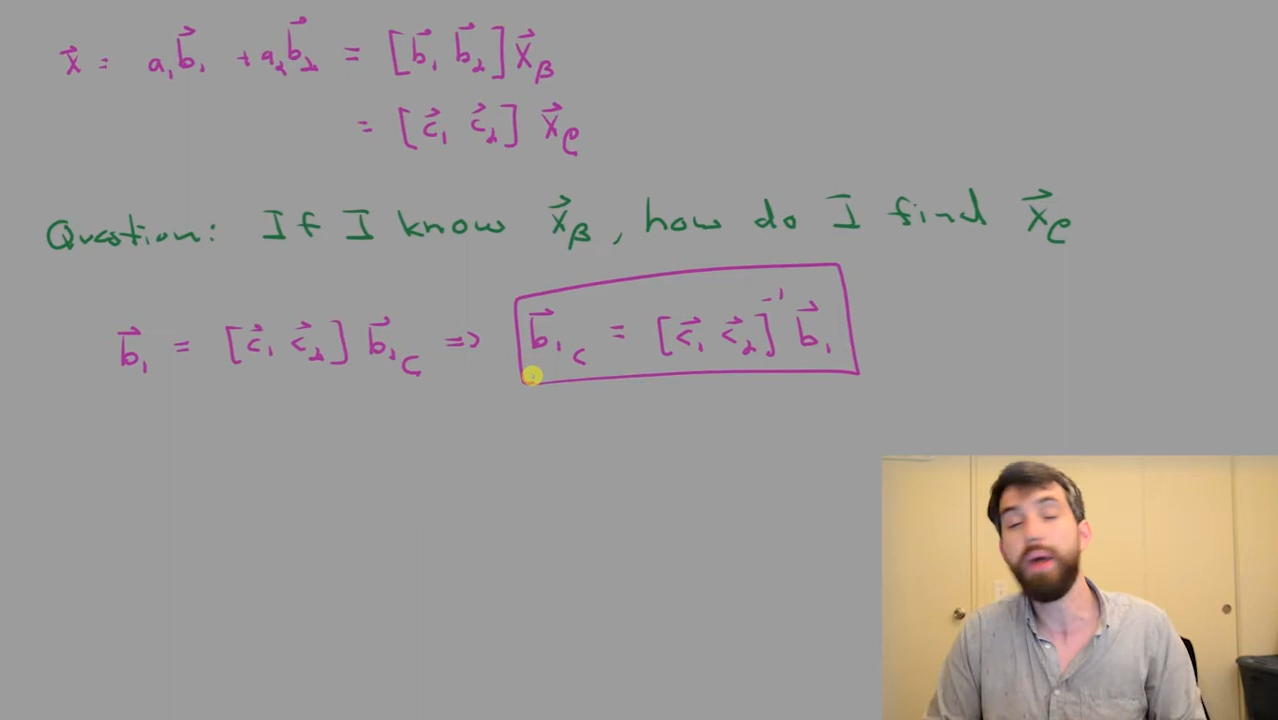 x⃗ = a₁b⃗₁ + a₂b⃗₂ = [b⃗₁ b⃗₂] x⃗_β
= [c⃗₁ c⃗₂] x⃗_C
Question: If I know x⃗_β, how do I find x⃗_C
b⃗₁ = [c⃗₁ c⃗₂] b⃗₁_C => b⃗₁_C = [c⃗₁ c⃗₂]⁻¹ b⃗₁